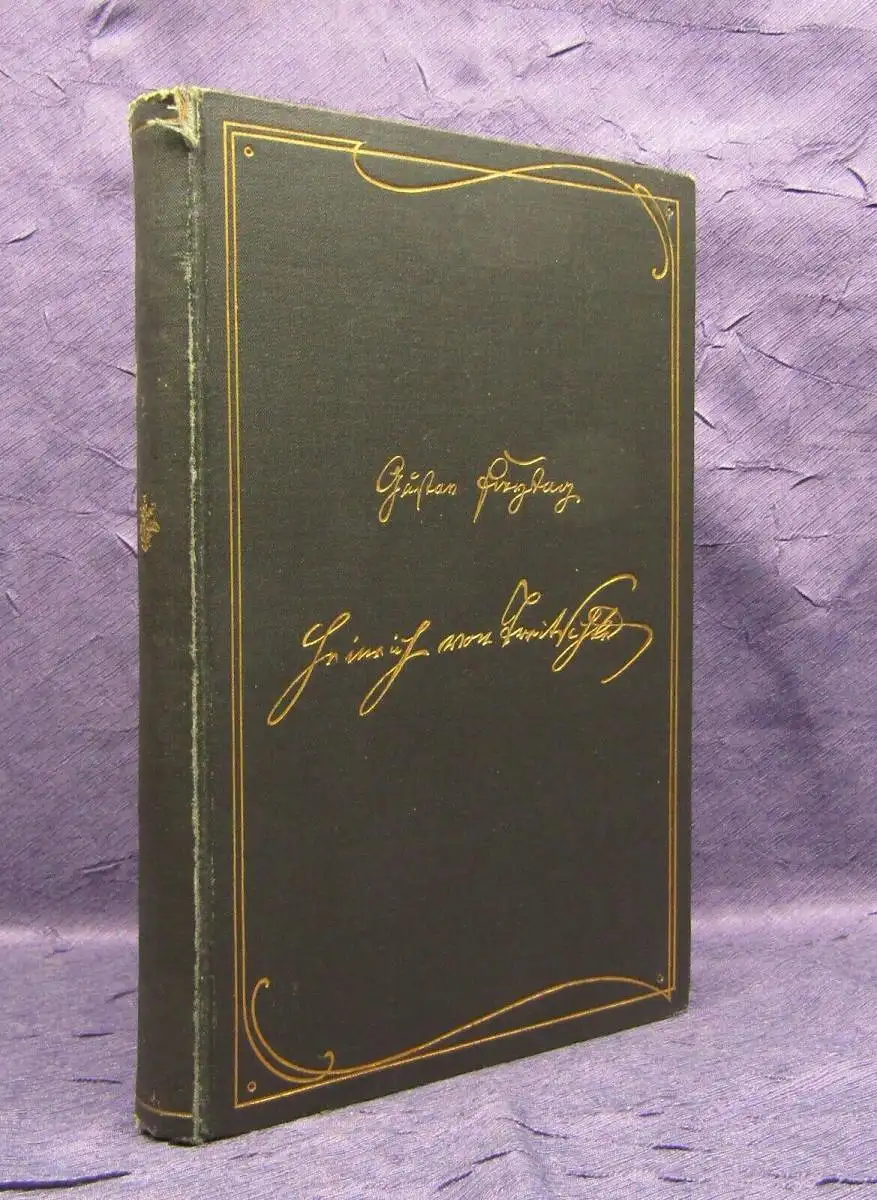 Gustav Freytag
Heinrich von Treitschke